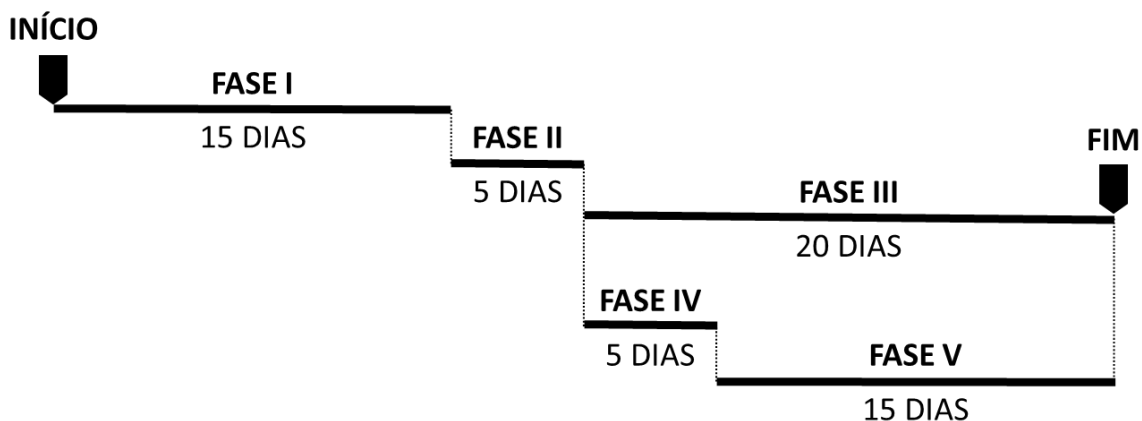 INÍCIO
FASE I
15 DIAS
FASE II
5 DIAS
FIM
FASE III
20 DIAS
FASE IV
5 DIAS
FASE V
15 DIAS